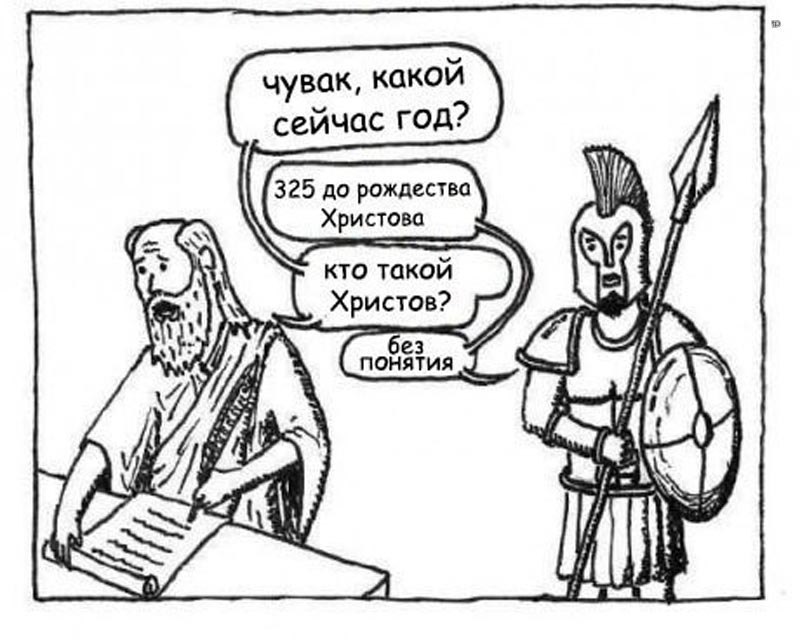 чувак, какой
сейчас год?
325 до рождества
Христова
кто такой
Христов?
без
понятия